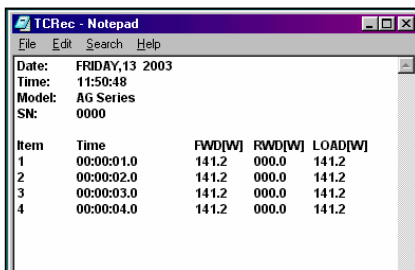 TCRec - Notepad
File Edit Search Help
Date: FRIDAY,13 2003
Time: 11:50:48
Model: AG Series
SN: 0000
Item Time FWD[W] RWD[W] LOAD[W]
1 00:00:01.0 141.2 000.0 141.2
2 00:00:02.0 141.2 000.0 141.2
3 00:00:03.0 141.2 000.0 141.2
4 00:00:04.0 141.2 000.0 141.2